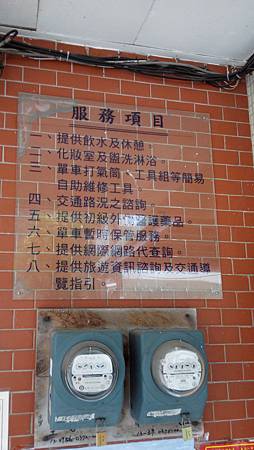 服務項目
一、提供飲水及休憩。
二、化妝室及盥洗淋浴。
三、單車打氣筒、工具組等簡易
自助維修工具。
四、交通路況之諮詢。
五、提供初級外傷醫護藥品。
六、單車暫時保管服務。
七、提供網際網路代查詢。
八、提供旅遊資訊諮詢及交通導
覽指引。